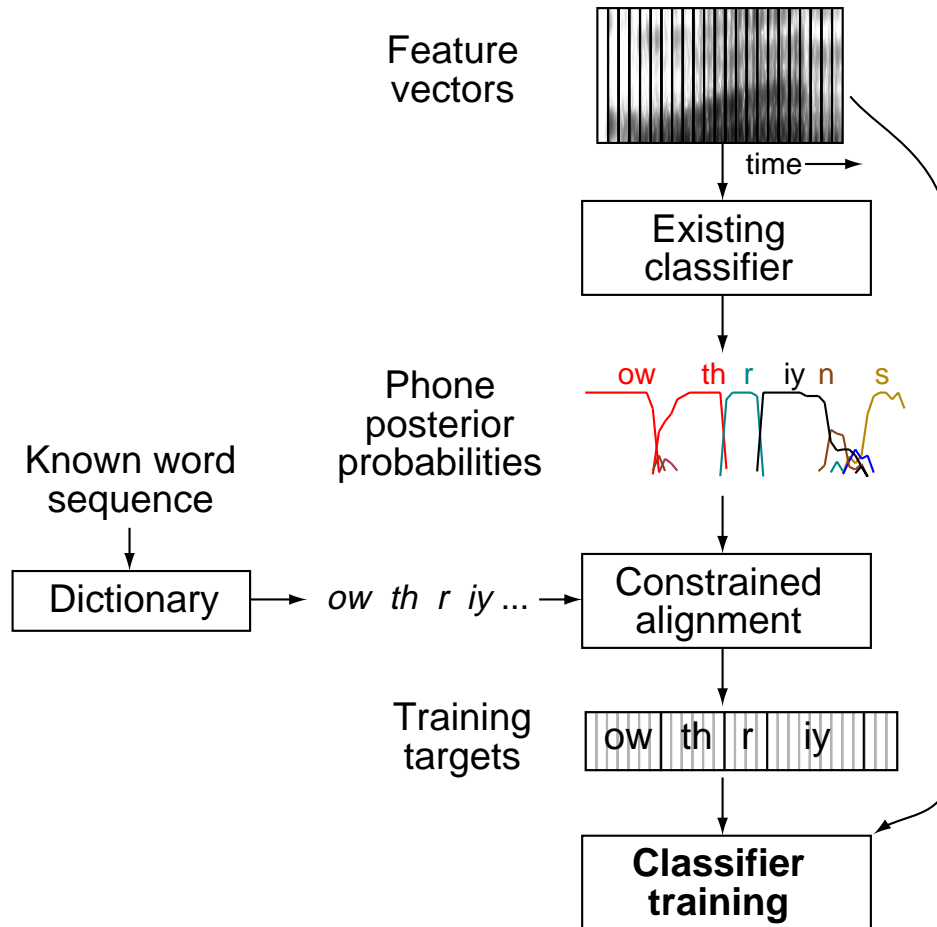 Feature
vectors
time
Existing
classifier
ow th r iy n s
Phone
posterior
probabilities
Known word
sequence
Dictionary
ow th r iy ...
Constrained
alignment
Training
targets
ow th r iy
Classifier
training